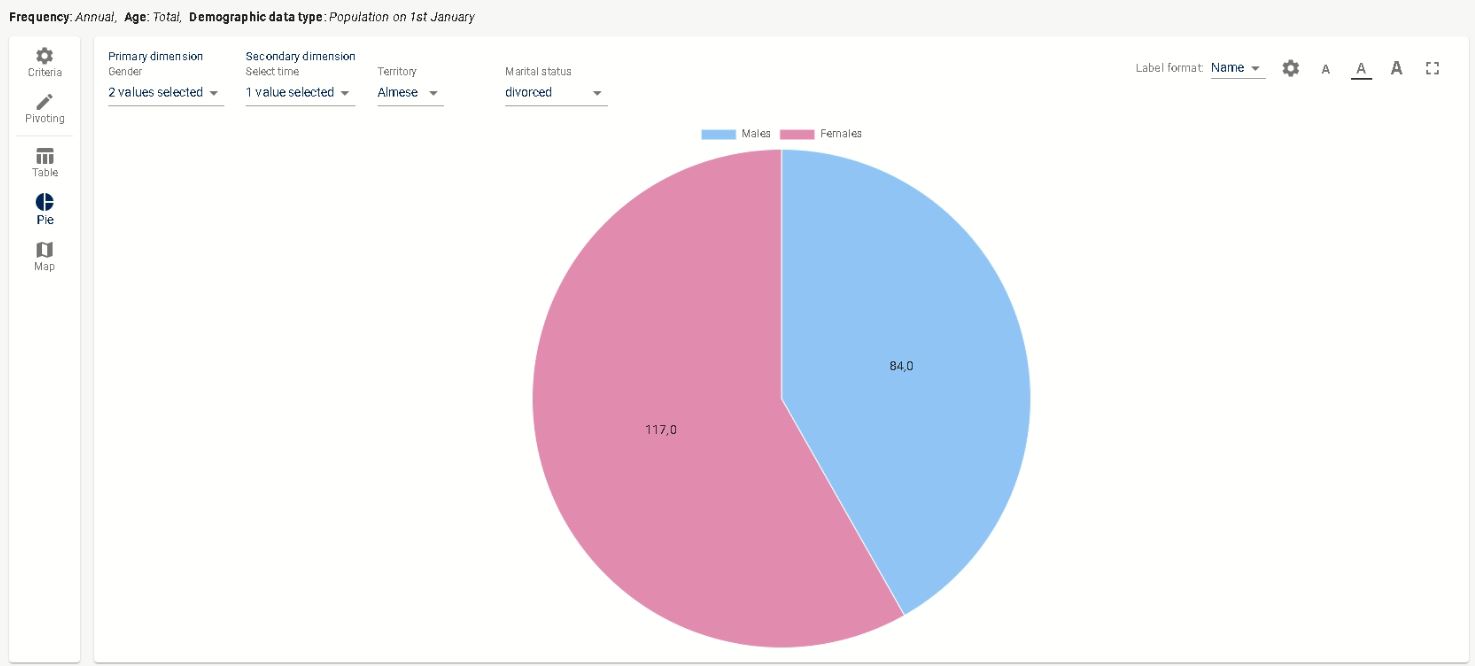 Frequency: Annual, Age: Total, Demographic data type: Population on 1st January
Criteria
Pivoting
Table
Pie
Map
Primary dimension
Gender
2 values selected
Secondary dimension
Select time
1 value selected
Territory
Almese
Marital status
divorced
Label format: Name
A A A
Males Females
84,0
117,0